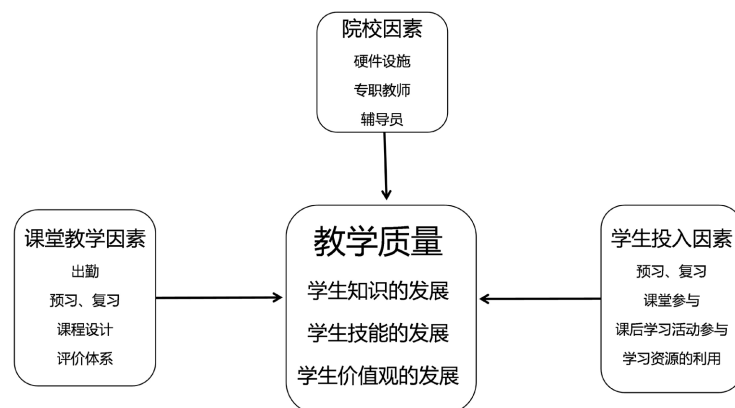 院校因素
硬件设施
专职教师
辅导员
课堂教学因素
出勤
预习、复习
课程设计
评价体系
教学质量
学生知识的发展
学生技能的发展
学生价值观的发展
学生投入因素
预习、复习
课堂参与
课后学习活动参与
学习资源的利用